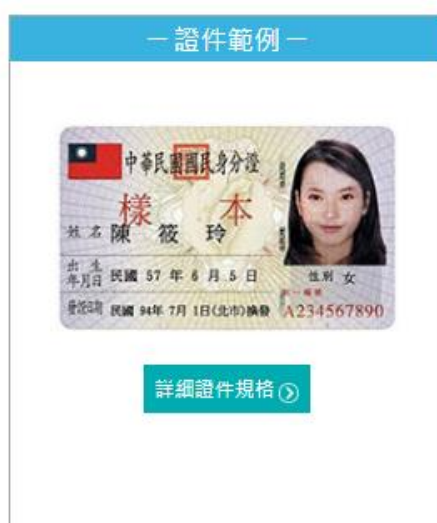 －證件範例－
中華民國國民身分證
樣 本
姓名 陳 筱 玲
出生年月日 民國 57 年 6 月 5 日
性別 女
發證日期 民國 94年 7月 1日(北市)換發
統一編號
A234567890
詳細證件規格